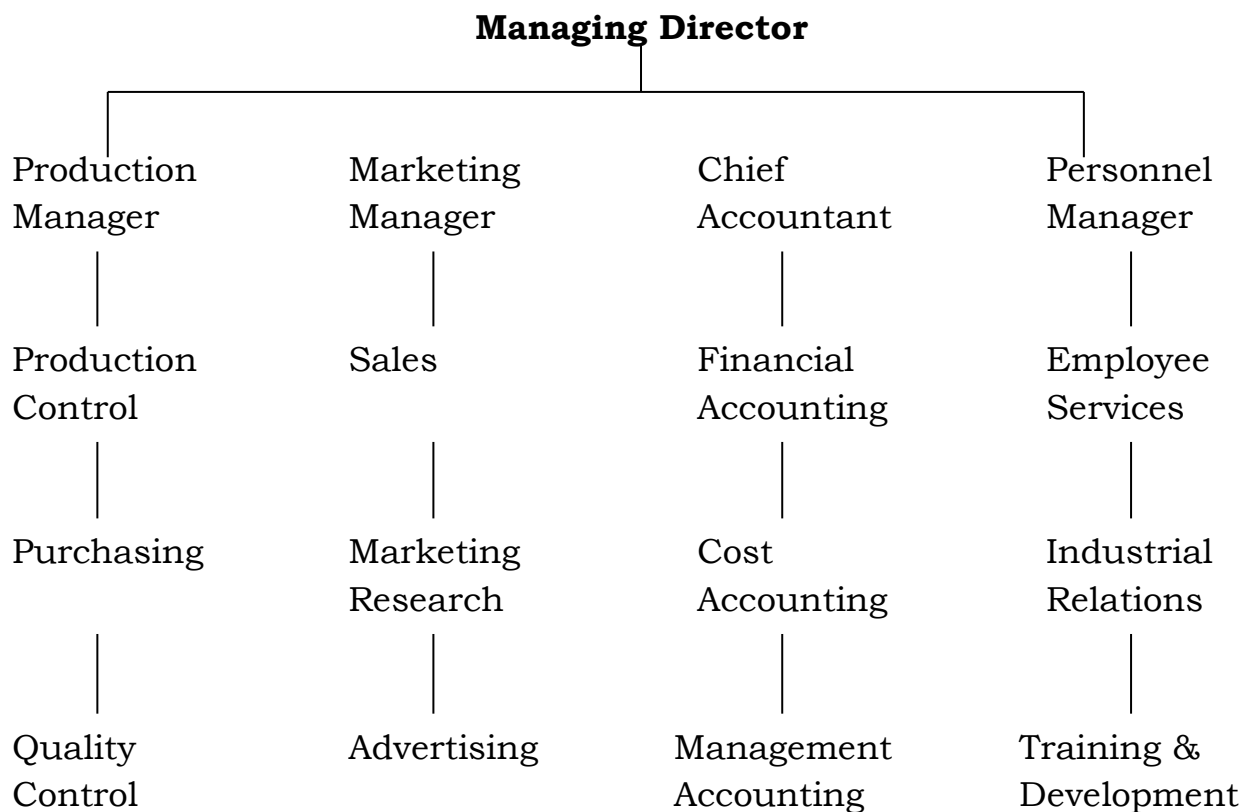 Managing Director
Production Manager
Marketing Manager
Chief Accountant
Personnel Manager
Production Control
Sales
Financial Accounting
Employee Services
Purchasing
Marketing Research
Cost Accounting
Industrial Relations
Quality Control
Advertising
Management Accounting
Training & Development